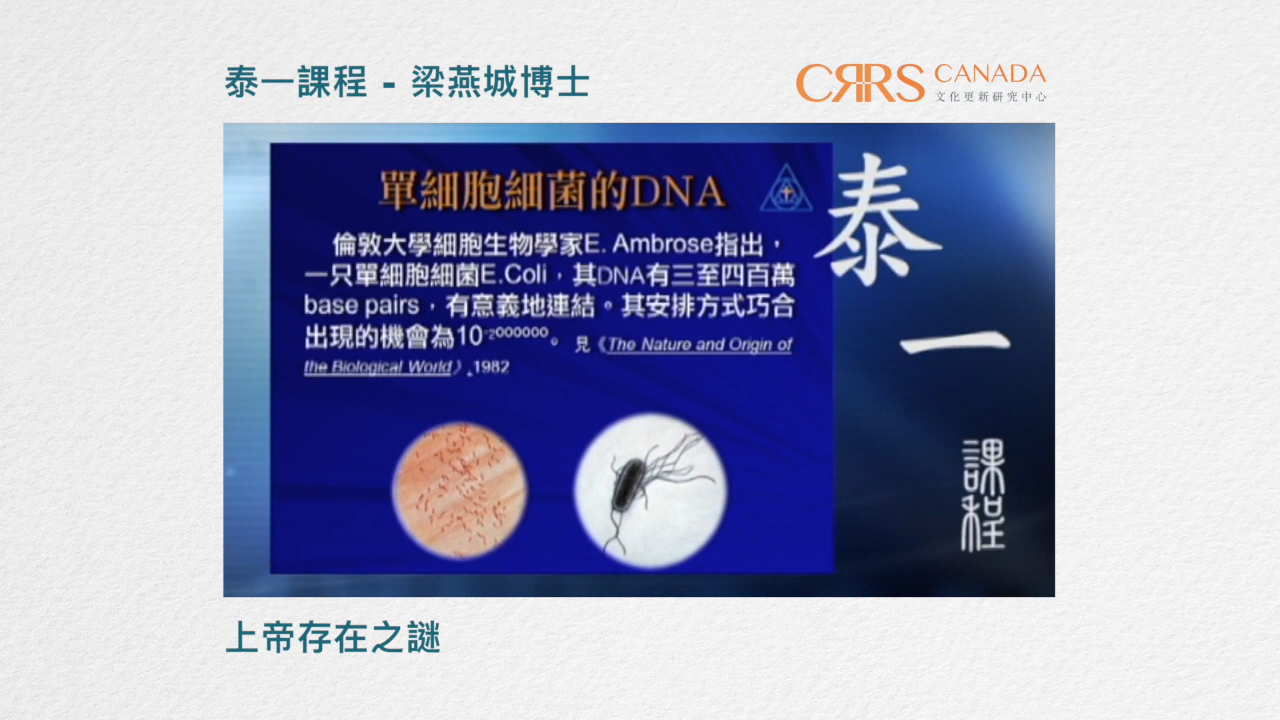 泰一課程 - 梁燕城博士
CRRS CANADA
文化更新研究中心
單細胞細菌的DNA
倫敦大學細胞生物學家E. Ambrose指出，
一只單細胞細菌E.Coli，其DNA有三至四百萬
base pairs，有意義地連結。其安排方式巧合
出現的機會為10⁻²⁰⁰⁰⁰⁰⁰。見《The Nature and Origin of
the Biological World》,1982
泰一
課程
上帝存在之謎